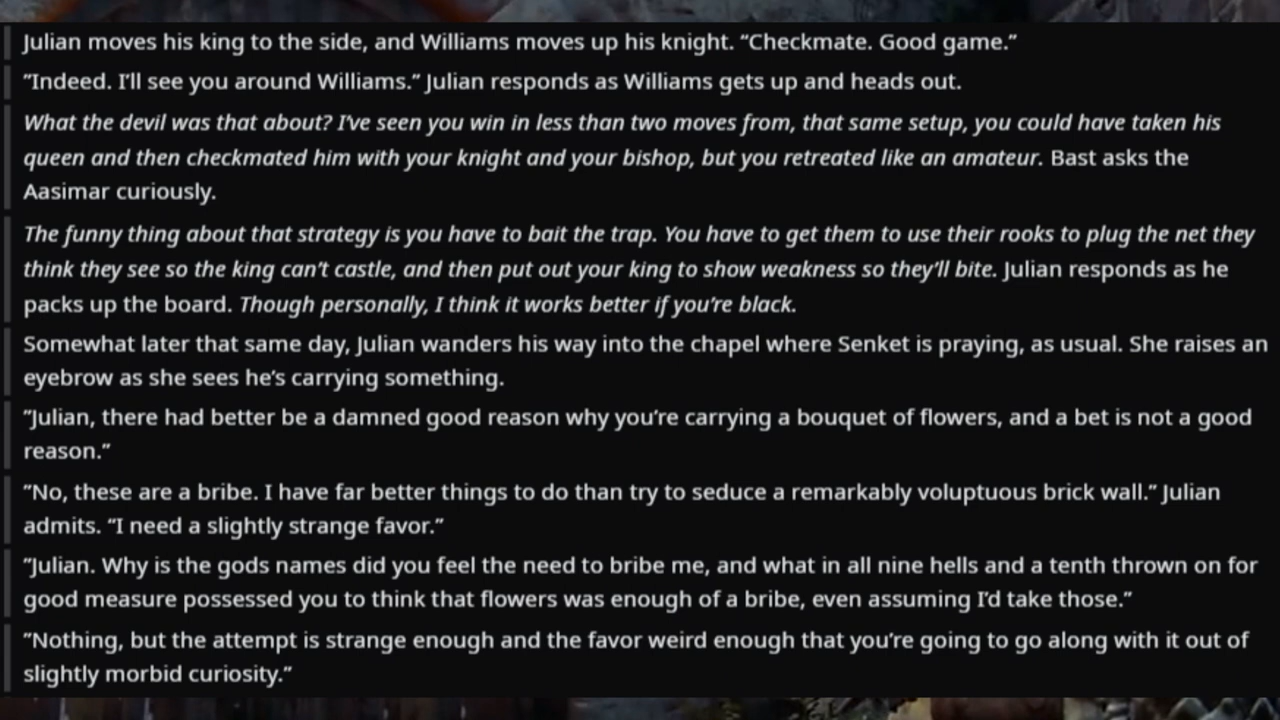 Julian moves his king to the side, and Williams moves up his knight. “Checkmate. Good game.”
”Indeed. I’ll see you around Williams.” Julian responds as Williams gets up and heads out.
What the devil was that about? I’ve seen you win in less than two moves from, that same setup, you could have taken his
queen and then checkmated him with your knight and your bishop, but you retreated like an amateur. Bast asks the
Aasimar curiously.
The funny thing about that strategy is you have to bait the trap. You have to get them to use their rooks to plug the net they
think they see so the king can’t castle, and then put out your king to show weakness so they’ll bite. Julian responds as he
packs up the board. Though personally, I think it works better if you’re black.
Somewhat later that same day, Julian wanders his way into the chapel where Senket is praying, as usual. She raises an
eyebrow as she sees he’s carrying something.
”Julian, there had better be a damned good reason why you’re carrying a bouquet of flowers, and a bet is not a good
reason.”
”No, these are a bribe. I have far better things to do than try to seduce a remarkably voluptuous brick wall.” Julian
admits. “I need a slightly strange favor.”
”Julian. Why is the gods names did you feel the need to bribe me, and what in all nine hells and a tenth thrown on for
good measure possessed you to think that flowers was enough of a bribe, even assuming I’d take those.”
”Nothing, but the attempt is strange enough and the favor weird enough that you’re going to go along with it out of
slightly morbid curiosity.”